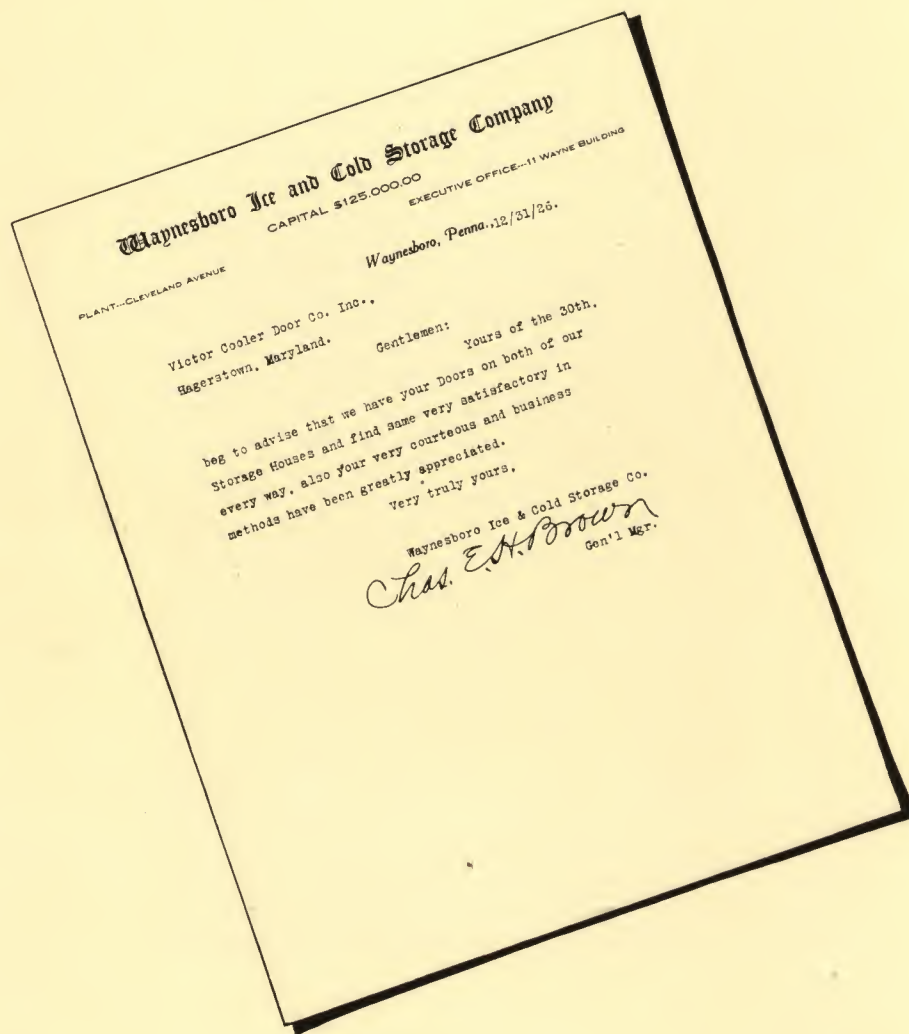 Waynesboro Ice and Cold Storage Company
CAPITAL $125.000.00
PLANT---CLEVELAND AVENUE
EXECUTIVE OFFICE---11 WAYNE BUILDING
Waynesboro, Penna.,12/31/26.
Victor Cooler Door Co. Inc.,
Hagerstown, Maryland.
Gentlemen:
Yours of the 30th,
beg to advise that we have your Doors on both of our
Storage Houses and find same very satisfactory in
every way, also your very courteous and business
methods have been greatly appreciated.
Very truly yours,
Waynesboro Ice & Cold Storage Co.
Chas. E.H. Brown
Gen'l Mgr.